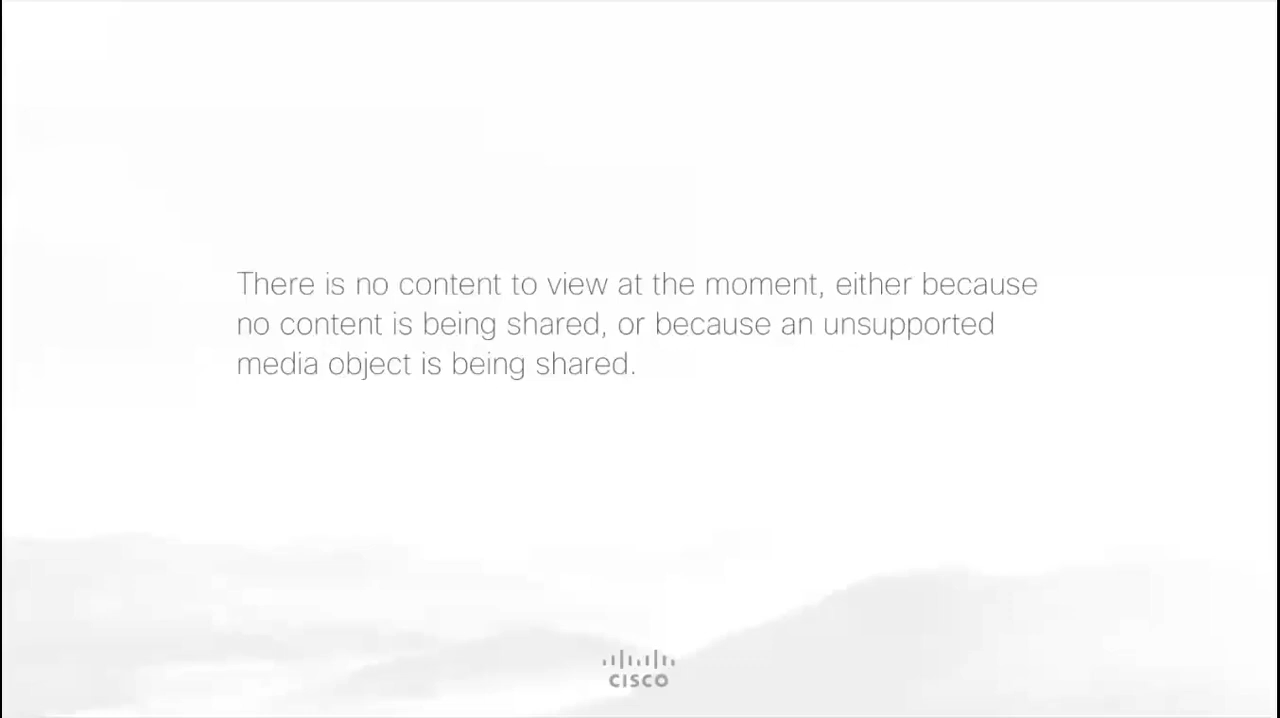 There is no content to view at the moment, either because
no content is being shared, or because an unsupported
media object is being shared.
CISCO